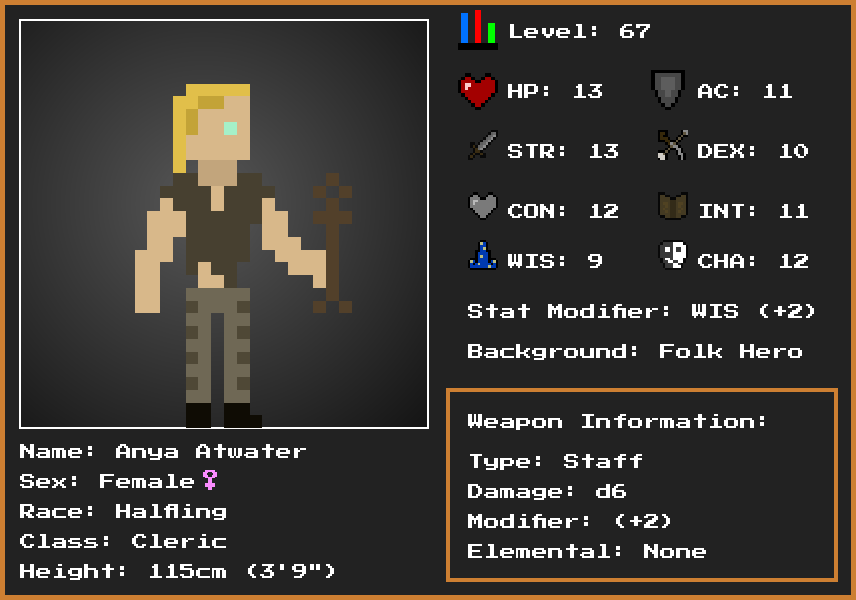 Level: 67
HP: 13 AC: 11
STR: 13 DEX: 10
CON: 12 INT: 11
WIS: 9 CHA: 12
Stat Modifier: WIS (+2)
Background: Folk Hero
Weapon Information:
Type: Staff
Damage: d6
Modifier: (+2)
Elemental: None
Name: Anya Atwater
Sex: Female♀
Race: Halfling
Class: Cleric
Height: 115cm (3'9")